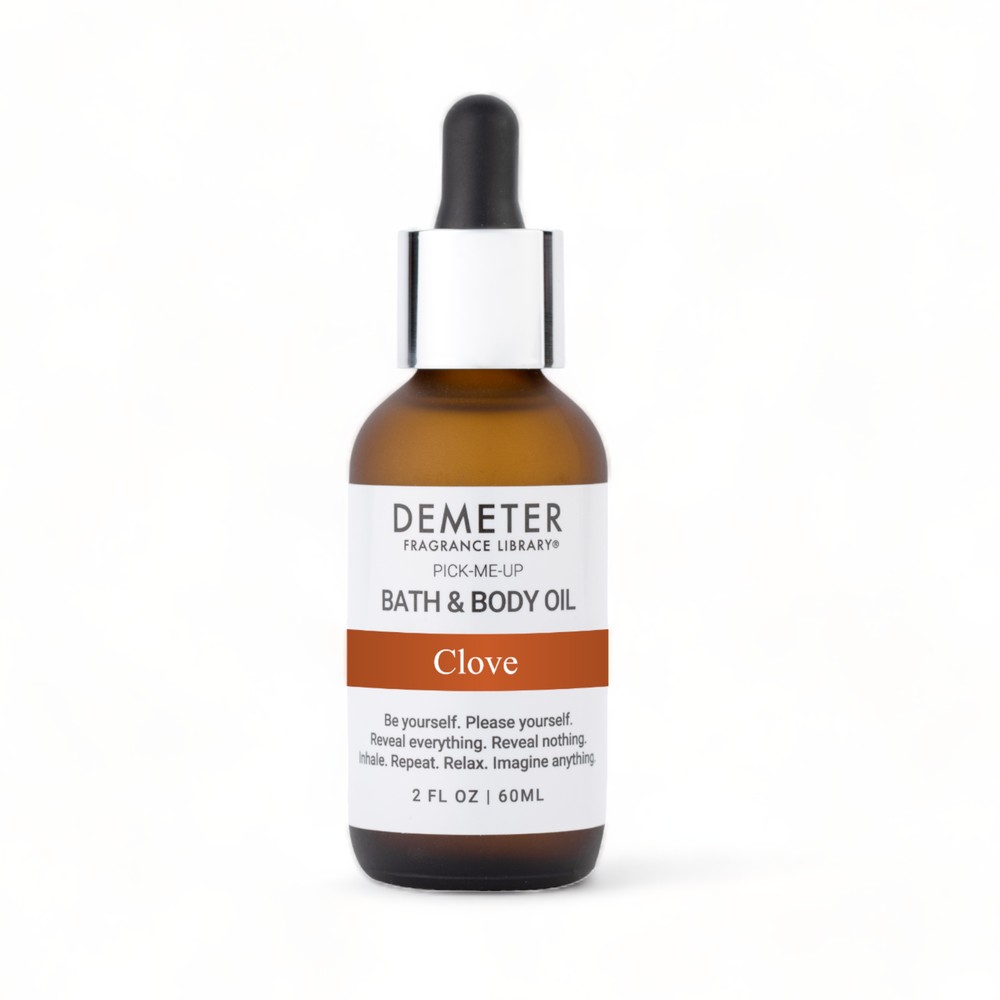 DEMETER
FRAGRANCE LIBRARY®
PICK-ME-UP
BATH & BODY OIL
Clove
Be yourself. Please yourself.
Reveal everything. Reveal nothing.
Inhale. Repeat. Relax. Imagine anything.
2 FL OZ | 60ML